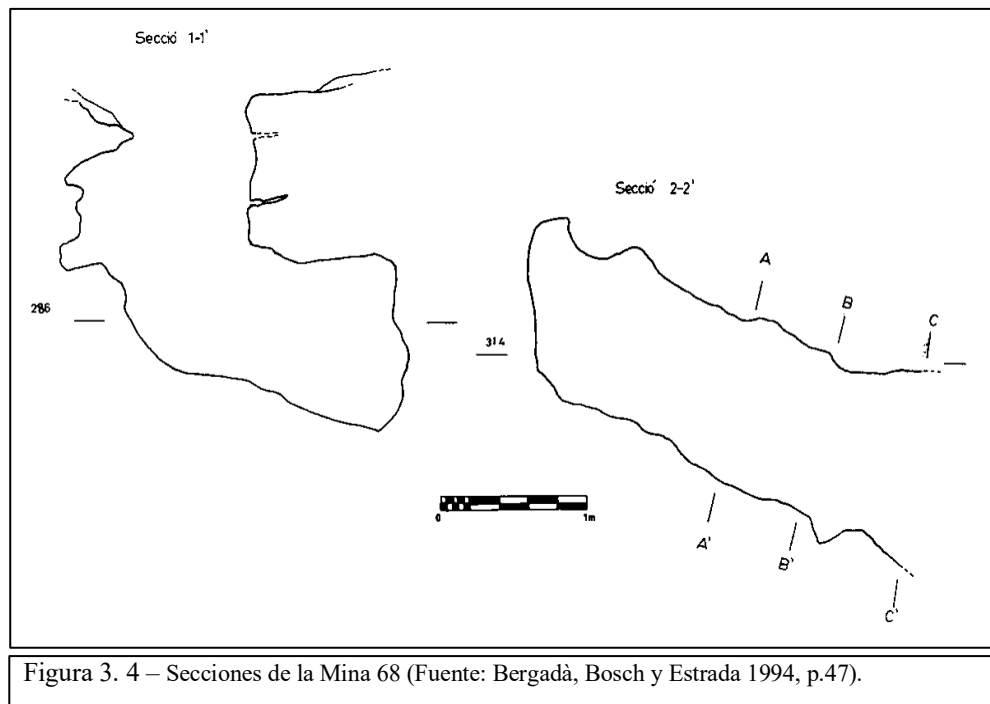 Secció 1-1'
Secció 2-2'
A
B
C
286
314
0
1m
A'
B'
C'
Figura 3. 4 – Secciones de la Mina 68 (Fuente: Bergadà, Bosch y Estrada 1994, p.47).